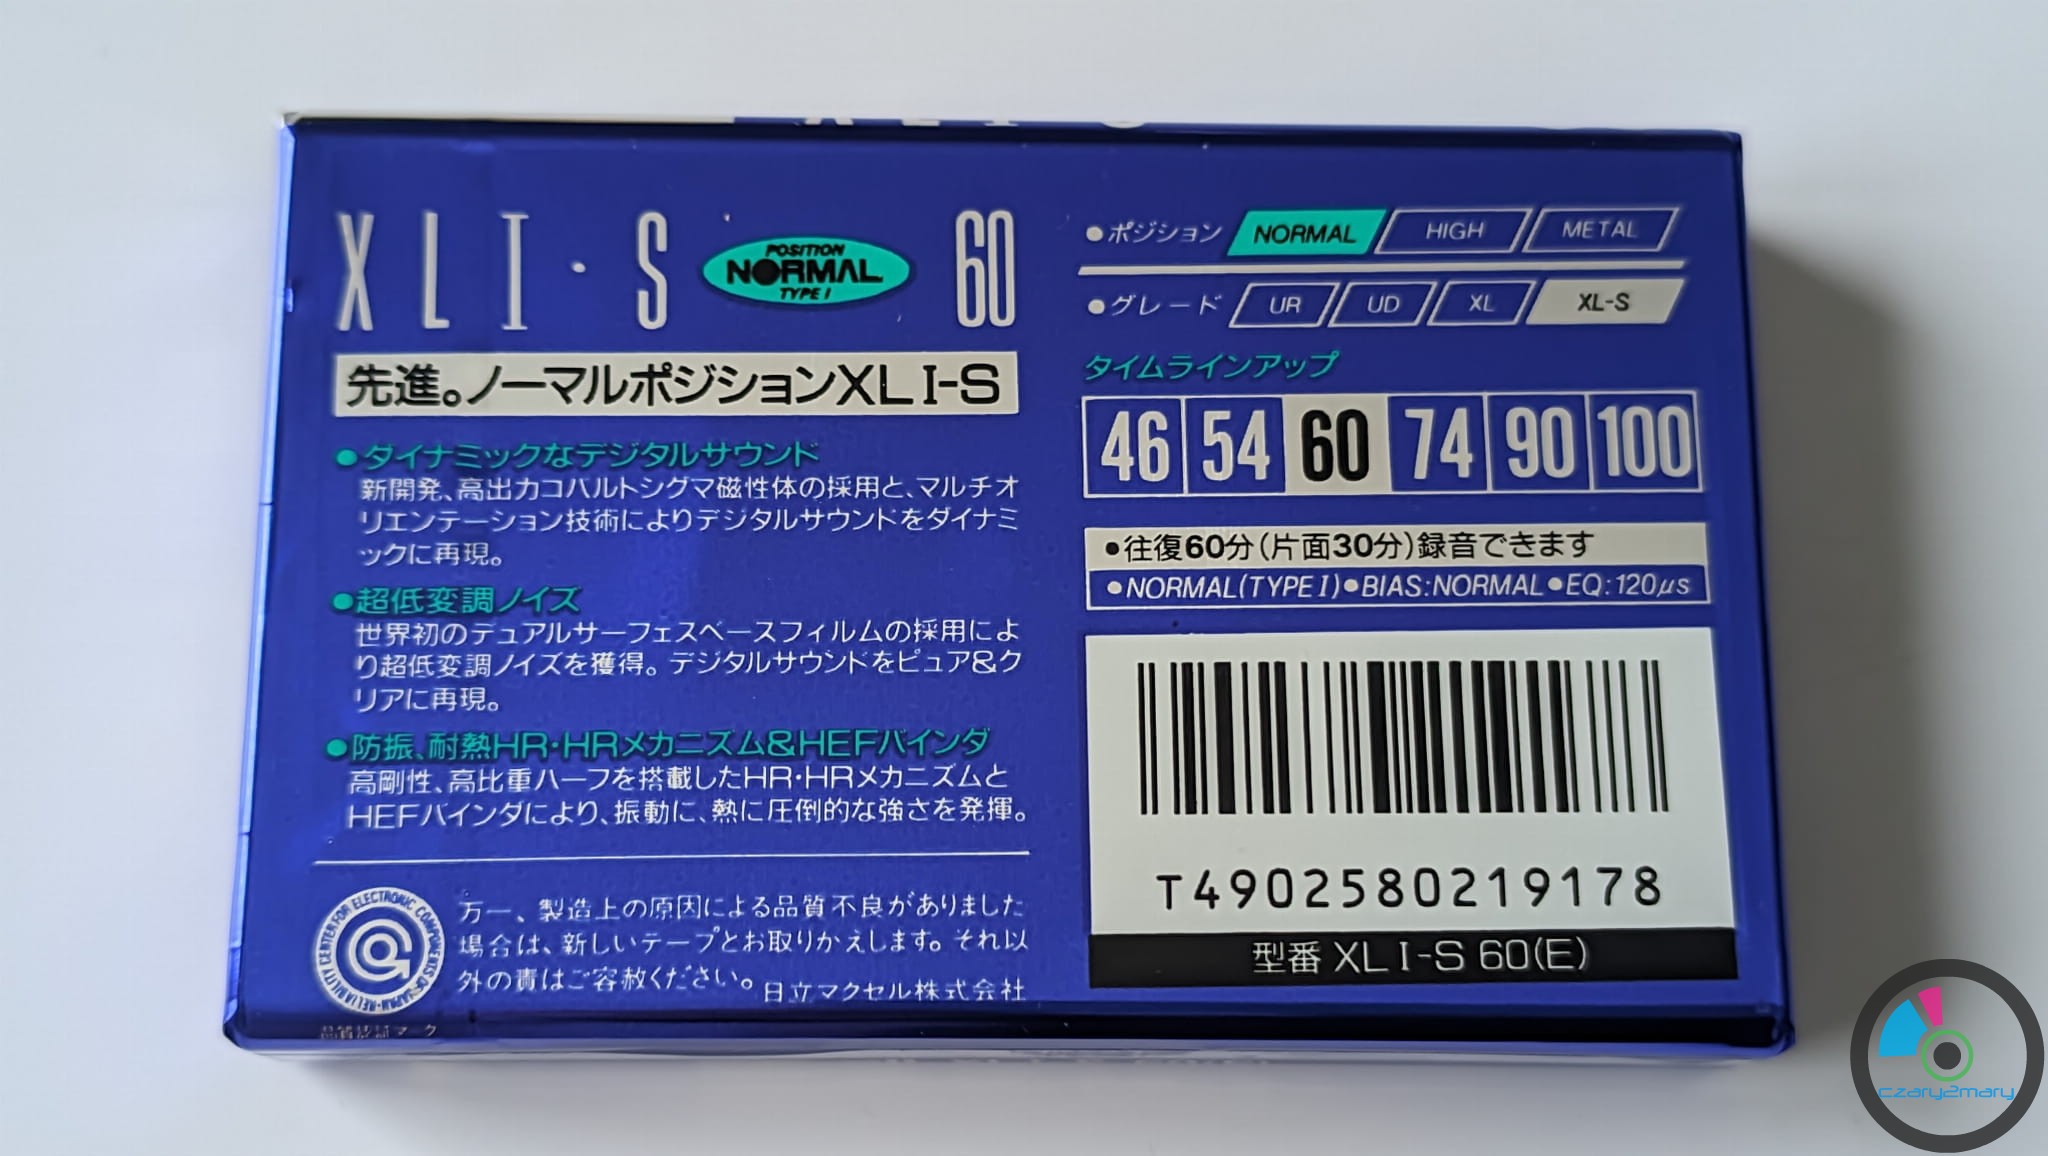 XLI・S POSITION NORMAL TYPE I 60
先進。ノーマルポジションXLI-S
●ダイナミックなデジタルサウンド
新開発、高出力コバルトシグマ磁性体の採用と、マルチオ
リエンテーション技術によりデジタルサウンドをダイナミ
ックに再現。
●超低変調ノイズ
世界初のデュアルサーフェスベースフィルムの採用によ
り超低変調ノイズを獲得。デジタルサウンドをピュア&ク
リアに再現。
●防振、耐熱HR・HRメカニズム&HEFバインダ
高剛性、高比重ハーフを搭載したHR・HRメカニズムと
HEFバインダにより、振動に、熱に圧倒的な強さを発揮。
RELIABILITY CENTER FOR ELECTRONIC COMPONENTS OF JAPAN
万一、製造上の原因による品質不良がありました
場合は、新しいテープとお取りかえします。それ以
外の責はご容赦ください。
日立マクセル株式会社
●ポジション NORMAL HIGH METAL
●グレード UR UD XL XL-S
タイムラインアップ
46 54 60 74 90 100
●往復60分(片面30分)録音できます
●NORMAL(TYPE I)●BIAS:NORMAL●EQ:120μs
T4902580219178
型番 XLI-S 60(E)
czary2mary